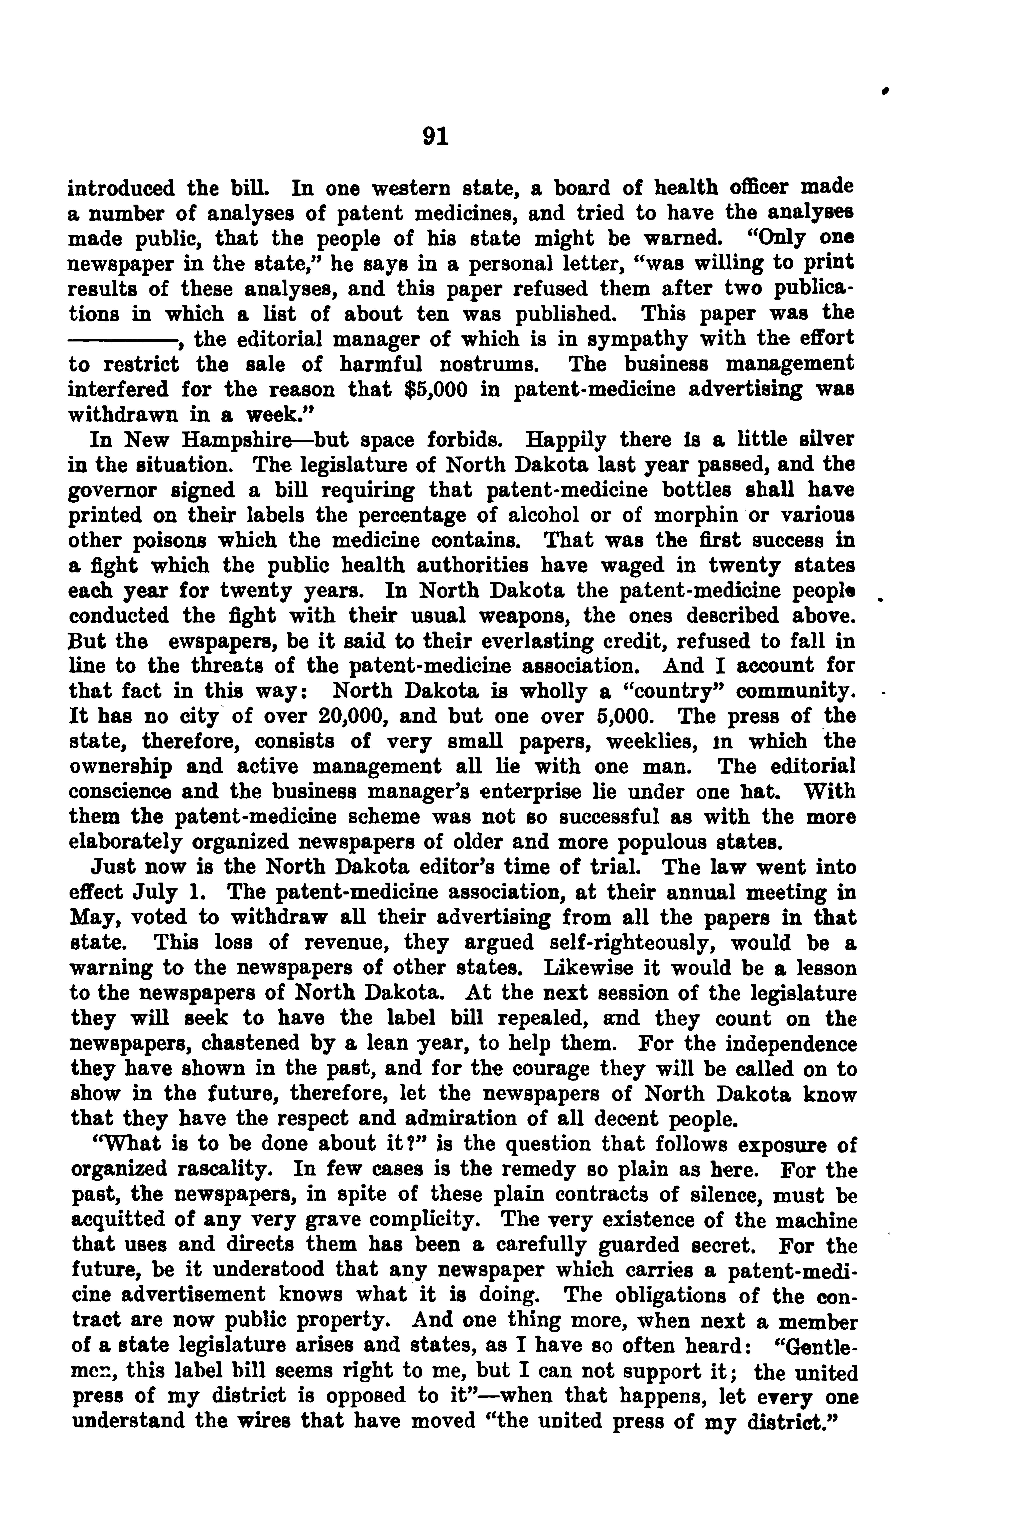 91
introduced the bill. In one western state, a board of health officer made
a number of analyses of patent medicines, and tried to have the analyses
made public, that the people of his state might be warned. “Only one
newspaper in the state,” he says in a personal letter, “was willing to print
results of these analyses, and this paper refused them after two publica-
tions in which a list of about ten was published. This paper was the
————, the editorial manager of which is in sympathy with the effort
to restrict the sale of harmful nostrums. The business management
interfered for the reason that $5,000 in patent-medicine advertising was
withdrawn in a week.”
In New Hampshire—but space forbids. Happily there is a little silver
in the situation. The legislature of North Dakota last year passed, and the
governor signed a bill requiring that patent-medicine bottles shall have
printed on their labels the percentage of alcohol or of morphin or various
other poisons which the medicine contains. That was the first success in
a fight which the public health authorities have waged in twenty states
each year for twenty years. In North Dakota the patent-medicine people
conducted the fight with their usual weapons, the ones described above.
But the ewspapers, be it said to their everlasting credit, refused to fall in
line to the threats of the patent-medicine association. And I account for
that fact in this way: North Dakota is wholly a “country” community.
It has no city of over 20,000, and but one over 5,000. The press of the
state, therefore, consists of very small papers, weeklies, in which the
ownership and active management all lie with one man. The editorial
conscience and the business manager’s enterprise lie under one hat. With
them the patent-medicine scheme was not so successful as with the more
elaborately organized newspapers of older and more populous states.
Just now is the North Dakota editor’s time of trial. The law went into
effect July 1. The patent-medicine association, at their annual meeting in
May, voted to withdraw all their advertising from all the papers in that
state. This loss of revenue, they argued self-righteously, would be a
warning to the newspapers of other states. Likewise it would be a lesson
to the newspapers of North Dakota. At the next session of the legislature
they will seek to have the label bill repealed, and they count on the
newspapers, chastened by a lean year, to help them. For the independence
they have shown in the past, and for the courage they will be called on to
show in the future, therefore, let the newspapers of North Dakota know
that they have the respect and admiration of all decent people.
“What is to be done about it?” is the question that follows exposure of
organized rascality. In few cases is the remedy so plain as here. For the
past, the newspapers, in spite of these plain contracts of silence, must be
acquitted of any very grave complicity. The very existence of the machine
that uses and directs them has been a carefully guarded secret. For the
future, be it understood that any newspaper which carries a patent-medi-
cine advertisement knows what it is doing. The obligations of the con-
tract are now public property. And one thing more, when next a member
of a state legislature arises and states, as I have so often heard: “Gentle-
men, this label bill seems right to me, but I can not support it; the united
press of my district is opposed to it”—when that happens, let every one
understand the wires that have moved “the united press of my district.”